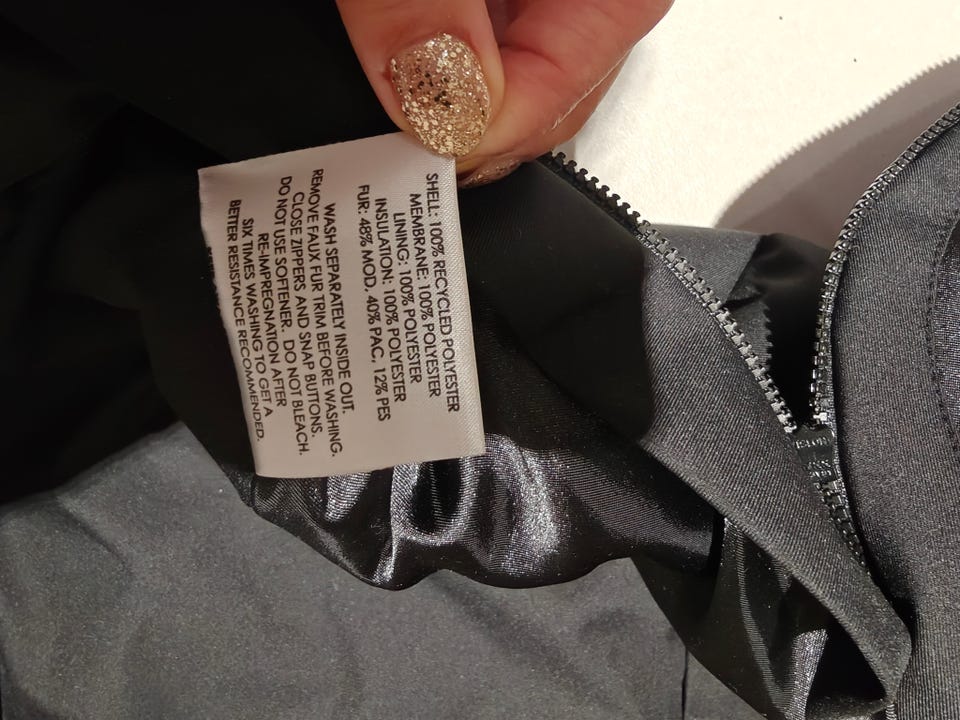 SHELL: 100% RECYCLED POLYESTER
MEMBRANE: 100% POLYESTER
LINING: 100% POLYESTER
INSULATION: 100% POLYESTER
FUR: 48% MOD. 40% PAC, 12% PES
WASH SEPARATELY INSIDE OUT.
REMOVE FAUX FUR TRIM BEFORE WASHING.
CLOSE ZIPPERS AND SNAP BUTTONS.
DO NOT USE SOFTENER. DO NOT BLEACH.
RE-IMPREGNATION AFTER
SIX TIMES WASHING TO GET A
BETTER RESISTANCE RECOMMENDED.